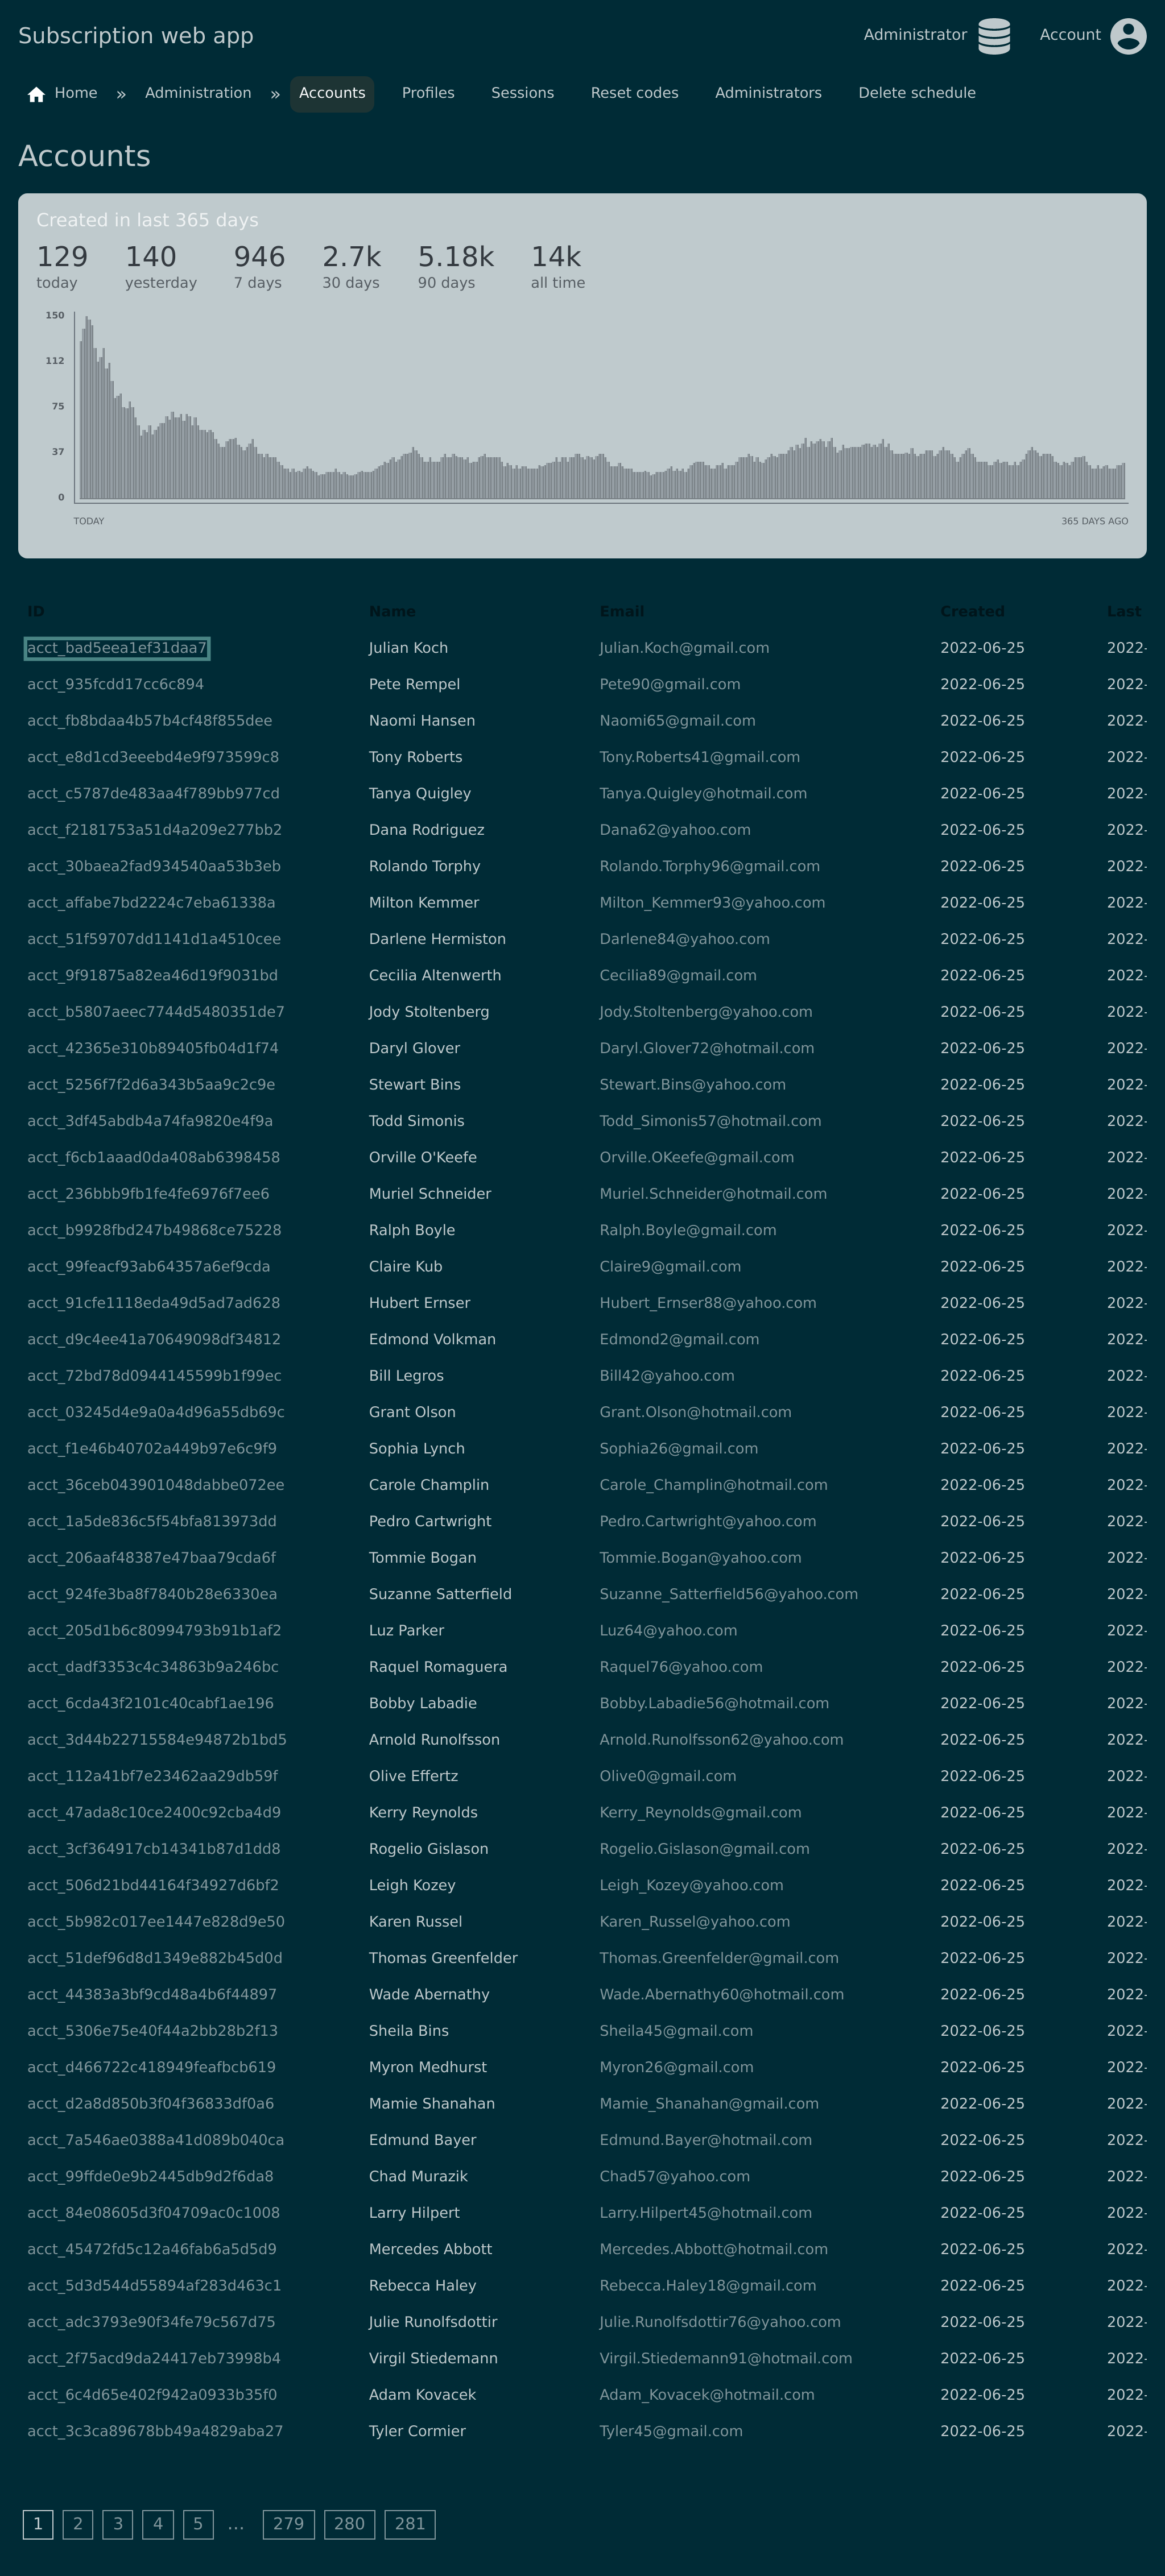 Subscription web app Administrator Account
Home » Administration » Accounts Profiles Sessions Reset codes Administrators Delete schedule
Accounts
Created in last 365 days
129 140 946 2.7k 5.18k 14k
today yesterday 7 days 30 days 90 days all time
150
112
75
37
0
TODAY 365 DAYS AGO
ID Name Email Created Last
acct_bad5eea1ef31daa7 Julian Koch Julian.Koch@gmail.com 2022-06-25 2022-
acct_935fcdd17cc6c894 Pete Rempel Pete90@gmail.com 2022-06-25 2022-
acct_fb8bdaa4b57b4cf48f855dee Naomi Hansen Naomi65@gmail.com 2022-06-25 2022-
acct_e8d1cd3eeebd4e9f973599c8 Tony Roberts Tony.Roberts41@gmail.com 2022-06-25 2022-
acct_c5787de483aa4f789bb977cd Tanya Quigley Tanya.Quigley@hotmail.com 2022-06-25 2022-
acct_f2181753a51d4a209e277bb2 Dana Rodriguez Dana62@yahoo.com 2022-06-25 2022-
acct_30baea2fad934540aa53b3eb Rolando Torphy Rolando.Torphy96@gmail.com 2022-06-25 2022-
acct_affabe7bd2224c7eba61338a Milton Kemmer Milton_Kemmer93@yahoo.com 2022-06-25 2022-
acct_51f59707dd1141d1a4510cee Darlene Hermiston Darlene84@yahoo.com 2022-06-25 2022-
acct_9f91875a82ea46d19f9031bd Cecilia Altenwerth Cecilia89@gmail.com 2022-06-25 2022-
acct_b5807aeec7744d5480351de7 Jody Stoltenberg Jody.Stoltenberg@yahoo.com 2022-06-25 2022-
acct_42365e310b89405fb04d1f74 Daryl Glover Daryl.Glover72@hotmail.com 2022-06-25 2022-
acct_5256f7f2d6a343b5aa9c2c9e Stewart Bins Stewart.Bins@yahoo.com 2022-06-25 2022-
acct_3df45abdb4a74fa9820e4f9a Todd Simonis Todd_Simonis57@hotmail.com 2022-06-25 2022-
acct_f6cb1aaad0da408ab6398458 Orville O'Keefe Orville.OKeefe@gmail.com 2022-06-25 2022-
acct_236bbb9fb1fe4fe6976f7ee6 Muriel Schneider Muriel.Schneider@hotmail.com 2022-06-25 2022-
acct_b9928fbd247b49868ce75228 Ralph Boyle Ralph.Boyle@gmail.com 2022-06-25 2022-
acct_99feacf93ab64357a6ef9cda Claire Kub Claire9@gmail.com 2022-06-25 2022-
acct_91cfe1118eda49d5ad7ad628 Hubert Ernser Hubert_Ernser88@yahoo.com 2022-06-25 2022-
acct_d9c4ee41a70649098df34812 Edmond Volkman Edmond2@gmail.com 2022-06-25 2022-
acct_72bd78d0944145599b1f99ec Bill Legros Bill42@yahoo.com 2022-06-25 2022-
acct_03245d4e9a0a4d96a55db69c Grant Olson Grant.Olson@hotmail.com 2022-06-25 2022-
acct_f1e46b40702a449b97e6c9f9 Sophia Lynch Sophia26@gmail.com 2022-06-25 2022-
acct_36ceb043901048dabbe072ee Carole Champlin Carole_Champlin@hotmail.com 2022-06-25 2022-
acct_1a5de836c5f54bfa813973dd Pedro Cartwright Pedro.Cartwright@yahoo.com 2022-06-25 2022-
acct_206aaf48387e47baa79cda6f Tommie Bogan Tommie.Bogan@yahoo.com 2022-06-25 2022-
acct_924fe3ba8f7840b28e6330ea Suzanne Satterfield Suzanne_Satterfield56@yahoo.com 2022-06-25 2022-
acct_205d1b6c80994793b91b1af2 Luz Parker Luz64@yahoo.com 2022-06-25 2022-
acct_dadf3353c4c34863b9a246bc Raquel Romaguera Raquel76@yahoo.com 2022-06-25 2022-
acct_6cda43f2101c40cabf1ae196 Bobby Labadie Bobby.Labadie56@hotmail.com 2022-06-25 2022-
acct_3d44b22715584e94872b1bd5 Arnold Runolfsson Arnold.Runolfsson62@yahoo.com 2022-06-25 2022-
acct_112a41bf7e23462aa29db59f Olive Effertz Olive0@gmail.com 2022-06-25 2022-
acct_47ada8c10ce2400c92cba4d9 Kerry Reynolds Kerry_Reynolds@gmail.com 2022-06-25 2022-
acct_3cf364917cb14341b87d1dd8 Rogelio Gislason Rogelio.Gislason@gmail.com 2022-06-25 2022-
acct_506d21bd44164f34927d6bf2 Leigh Kozey Leigh_Kozey@yahoo.com 2022-06-25 2022-
acct_5b982c017ee1447e828d9e50 Karen Russel Karen_Russel@yahoo.com 2022-06-25 2022-
acct_51def96d8d1349e882b45d0d Thomas Greenfelder Thomas.Greenfelder@gmail.com 2022-06-25 2022-
acct_44383a3bf9cd48a4b6f44897 Wade Abernathy Wade.Abernathy60@hotmail.com 2022-06-25 2022-
acct_5306e75e40f44a2bb28b2f13 Sheila Bins Sheila45@gmail.com 2022-06-25 2022-
acct_d466722c418949feafbcb619 Myron Medhurst Myron26@gmail.com 2022-06-25 2022-
acct_d2a8d850b3f04f36833df0a6 Mamie Shanahan Mamie_Shanahan@gmail.com 2022-06-25 2022-
acct_7a546ae0388a41d089b040ca Edmund Bayer Edmund.Bayer@hotmail.com 2022-06-25 2022-
acct_99ffde0e9b2445db9d2f6da8 Chad Murazik Chad57@yahoo.com 2022-06-25 2022-
acct_84e08605d3f04709ac0c1008 Larry Hilpert Larry.Hilpert45@hotmail.com 2022-06-25 2022-
acct_45472fd5c12a46fab6a5d5d9 Mercedes Abbott Mercedes.Abbott@hotmail.com 2022-06-25 2022-
acct_5d3d544d55894af283d463c1 Rebecca Haley Rebecca.Haley18@gmail.com 2022-06-25 2022-
acct_adc3793e90f34fe79c567d75 Julie Runolfsdottir Julie.Runolfsdottir76@yahoo.com 2022-06-25 2022-
acct_2f75acd9da24417eb73998b4 Virgil Stiedemann Virgil.Stiedemann91@hotmail.com 2022-06-25 2022-
acct_6c4d65e402f942a0933b35f0 Adam Kovacek Adam_Kovacek@hotmail.com 2022-06-25 2022-
acct_3c3ca89678bb49a4829aba27 Tyler Cormier Tyler45@gmail.com 2022-06-25 2022-
1 2 3 4 5 … 279 280 281